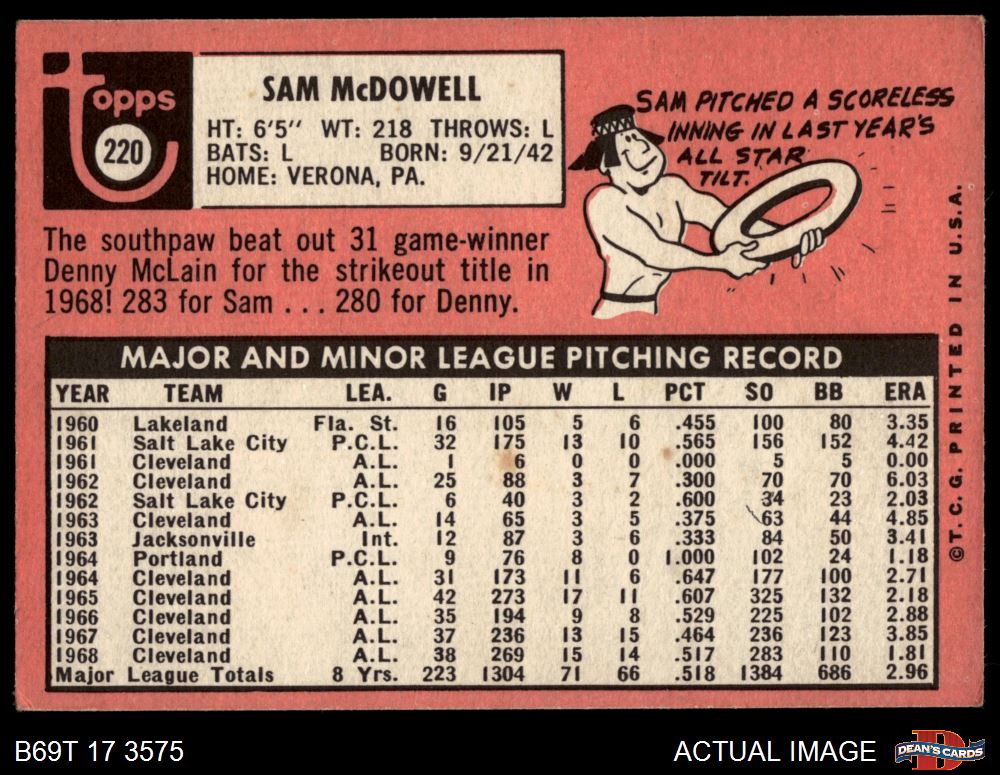 topps
220
SAM McDOWELL
HT: 6'5" WT: 218 THROWS: L
BATS: L BORN: 9/21/42
HOME: VERONA, PA.
SAM PITCHED A SCORELESS
INNING IN LAST YEAR'S
ALL STAR
TILT.
The southpaw beat out 31 game-winner
Denny McLain for the strikeout title in
1968! 283 for Sam . . . 280 for Denny.
MAJOR AND MINOR LEAGUE PITCHING RECORD
YEAR TEAM LEA. G IP W L PCT SO BB ERA
1960 Lakeland Fla. St. 16 105 5 6 .455 100 80 3.35
1961 Salt Lake City P.C.L. 32 175 13 10 .565 156 152 4.42
1961 Cleveland A.L. 1 6 0 0 .000 5 5 0.00
1962 Cleveland A.L. 25 88 3 7 .300 70 70 6.03
1962 Salt Lake City P.C.L. 6 40 3 2 .600 34 23 2.03
1963 Cleveland A.L. 14 65 3 5 .375 63 44 4.85
1963 Jacksonville Int. 12 87 3 6 .333 84 50 3.41
1964 Portland P.C.L. 9 76 8 0 1.000 102 24 1.18
1964 Cleveland A.L. 31 173 11 6 .647 177 100 2.71
1965 Cleveland A.L. 42 273 17 11 .607 325 132 2.18
1966 Cleveland A.L. 35 194 9 8 .529 225 102 2.88
1967 Cleveland A.L. 37 236 13 15 .464 236 123 3.85
1968 Cleveland A.L. 38 269 15 14 .517 283 110 1.81
Major League Totals 8 Yrs. 223 1304 71 66 .518 1384 686 2.96
©T. C. G. PRINTED IN U.S.A.
B69T 17 3575
ACTUAL IMAGE
D
DEAN'S CARDS